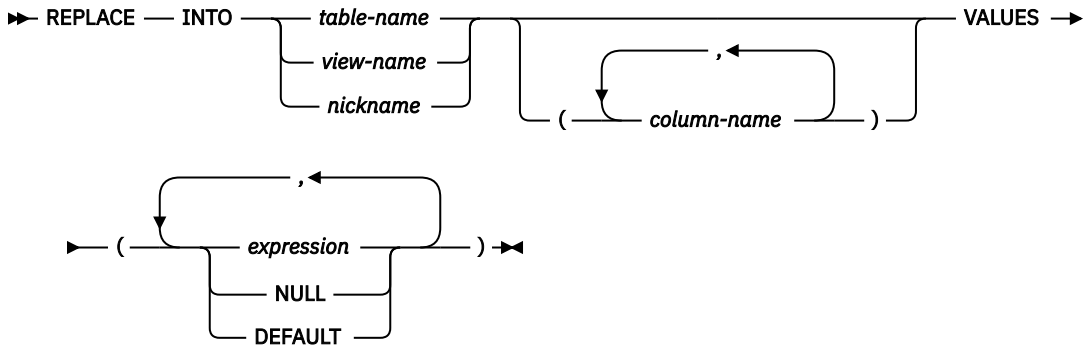 REPLACE INTO table-name VALUES
view-name
nickname
,
( column-name )
,
( expression )
NULL
DEFAULT